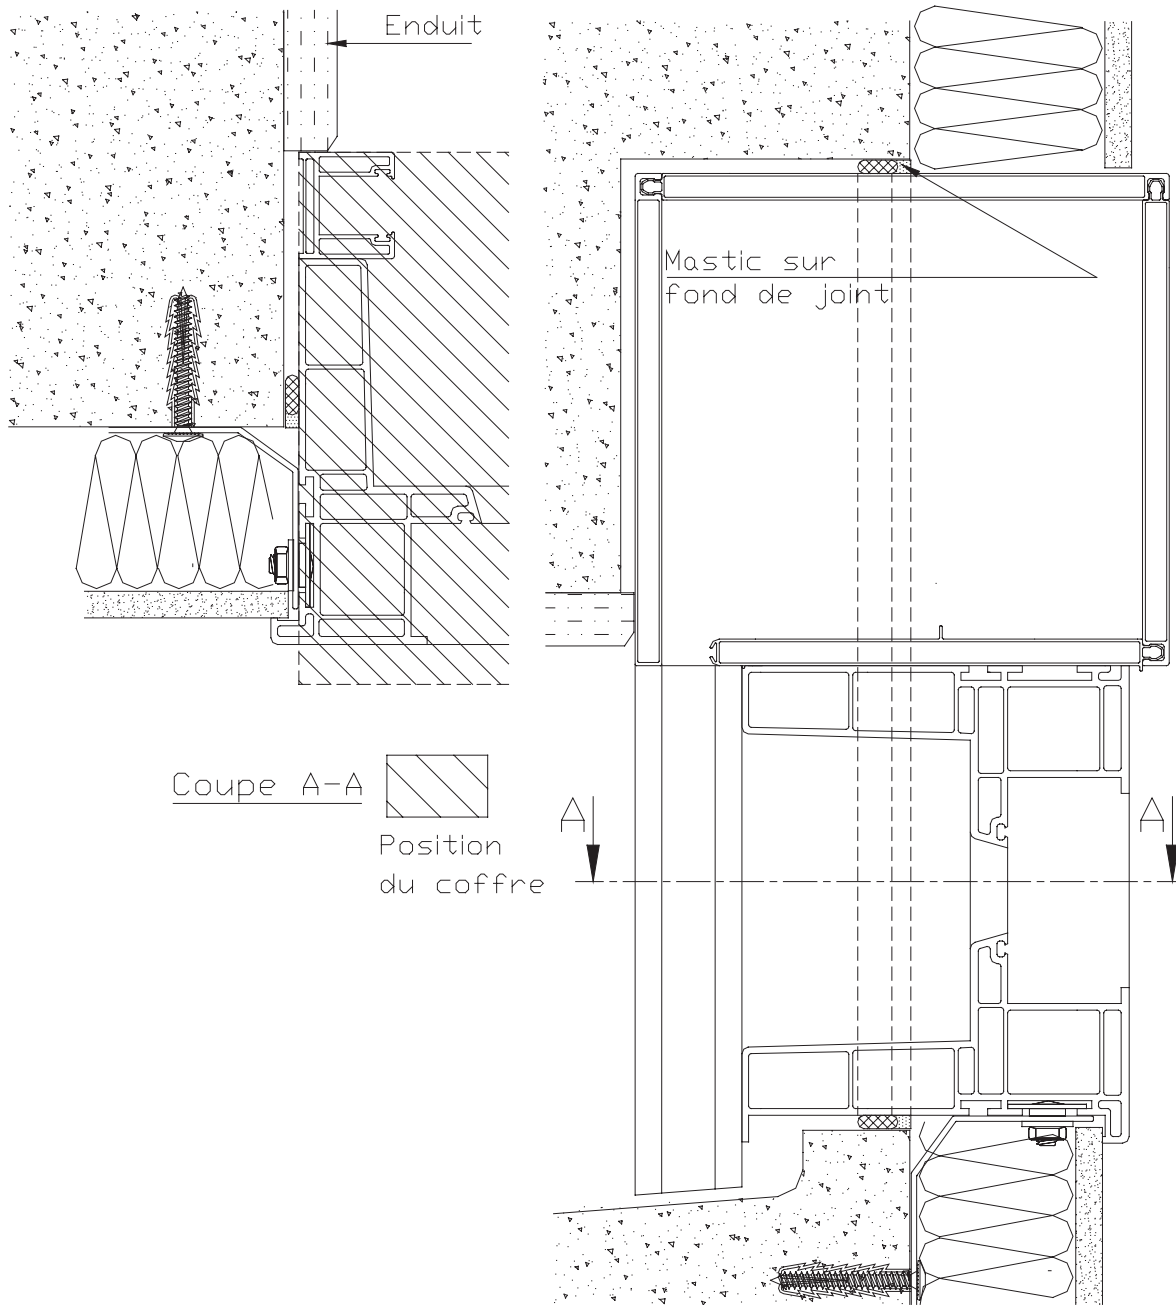 Enduit
Mastic sur
fond de joint
Coupe A-A
Position
du coffre
A
A